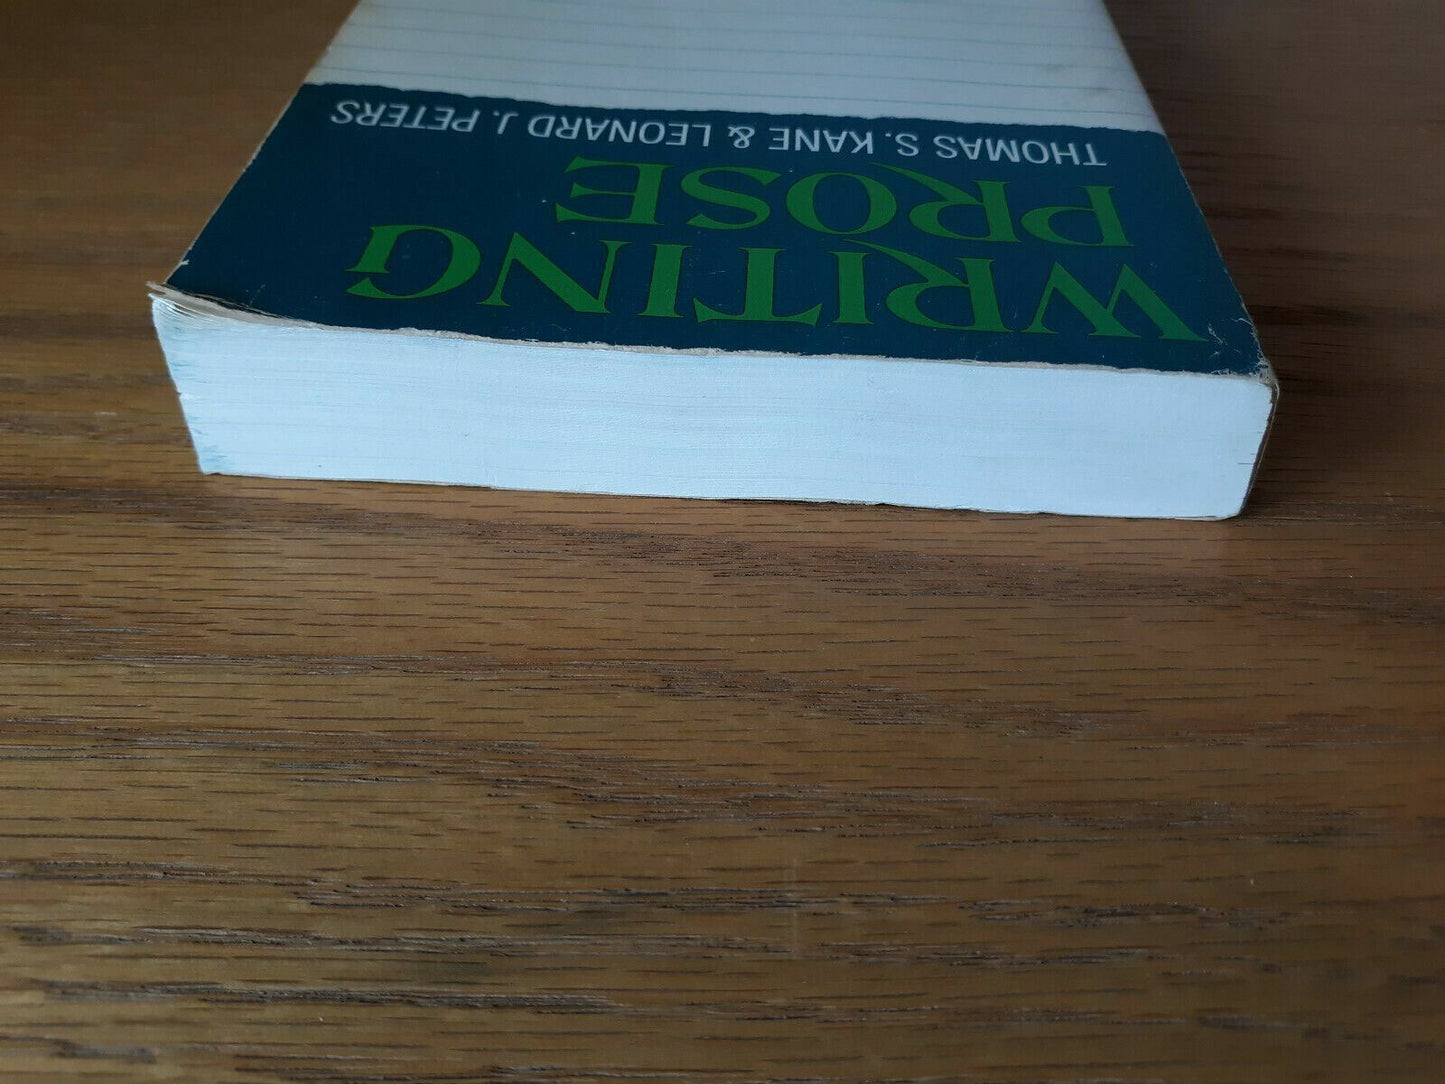 WRITING
PROSE
THOMAS S. KANE & LEONARD J. PETERS